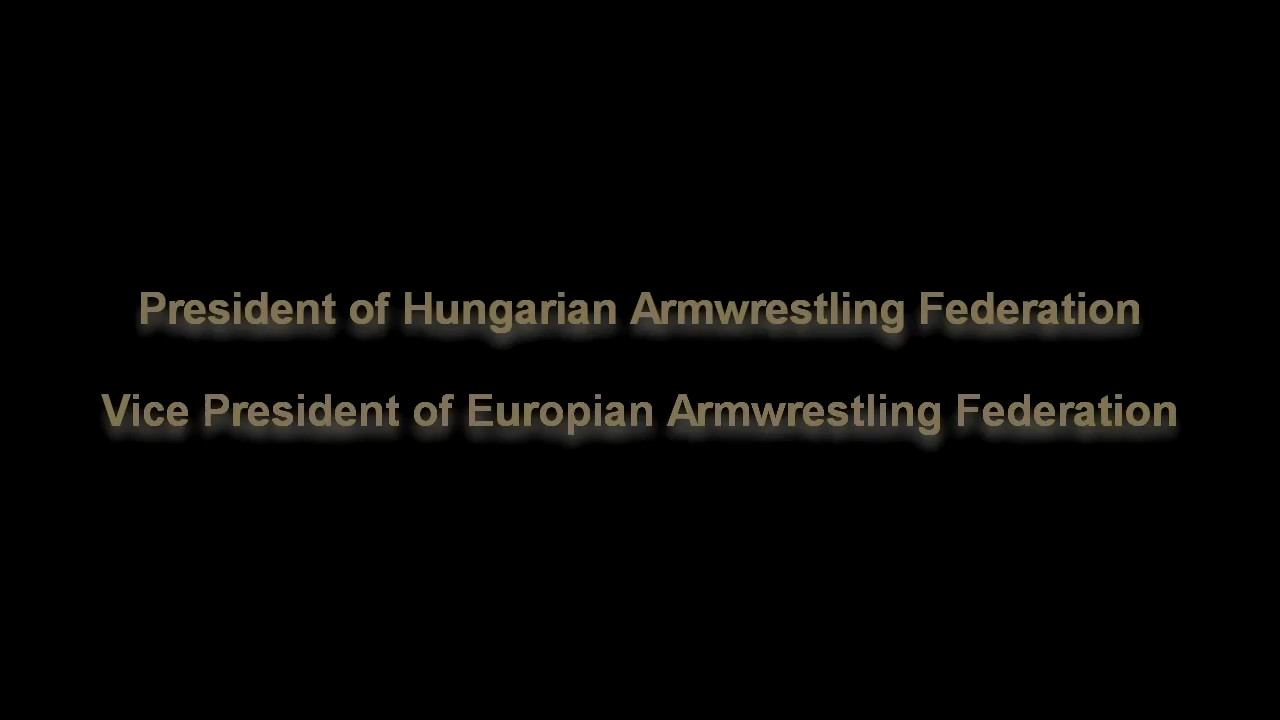 President of Hungarian Armwrestling Federation
Vice President of Europian Armwrestling Federation